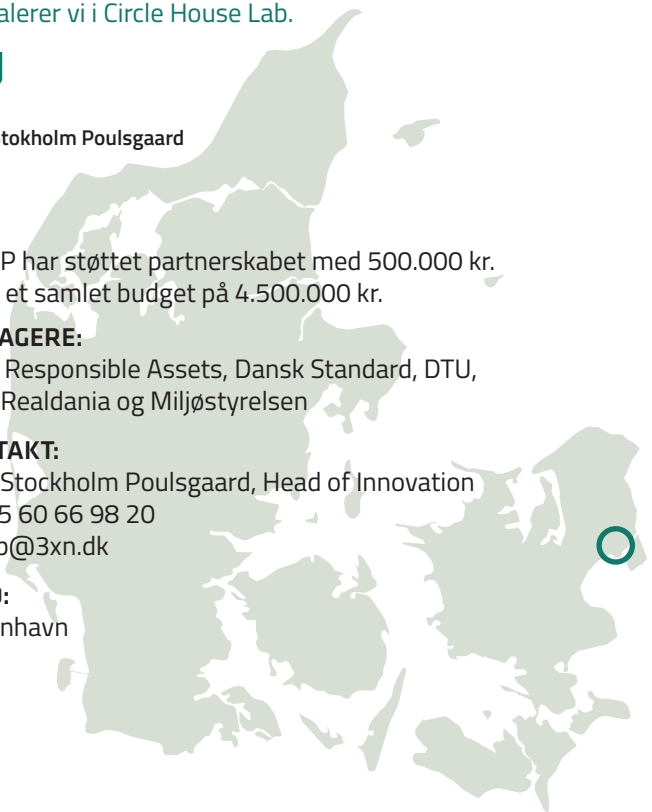 alerer vi i Circle House Lab.
tokholm Poulsgaard
P har støttet partnerskabet med 500.000 kr.
et samlet budget på 4.500.000 kr.
AGERE:
Responsible Assets, Dansk Standard, DTU,
Realdania og Miljøstyrelsen
TAKT:
Stockholm Poulsgaard, Head of Innovation
5 60 66 98 20
@3xn.dk
:
nhavn